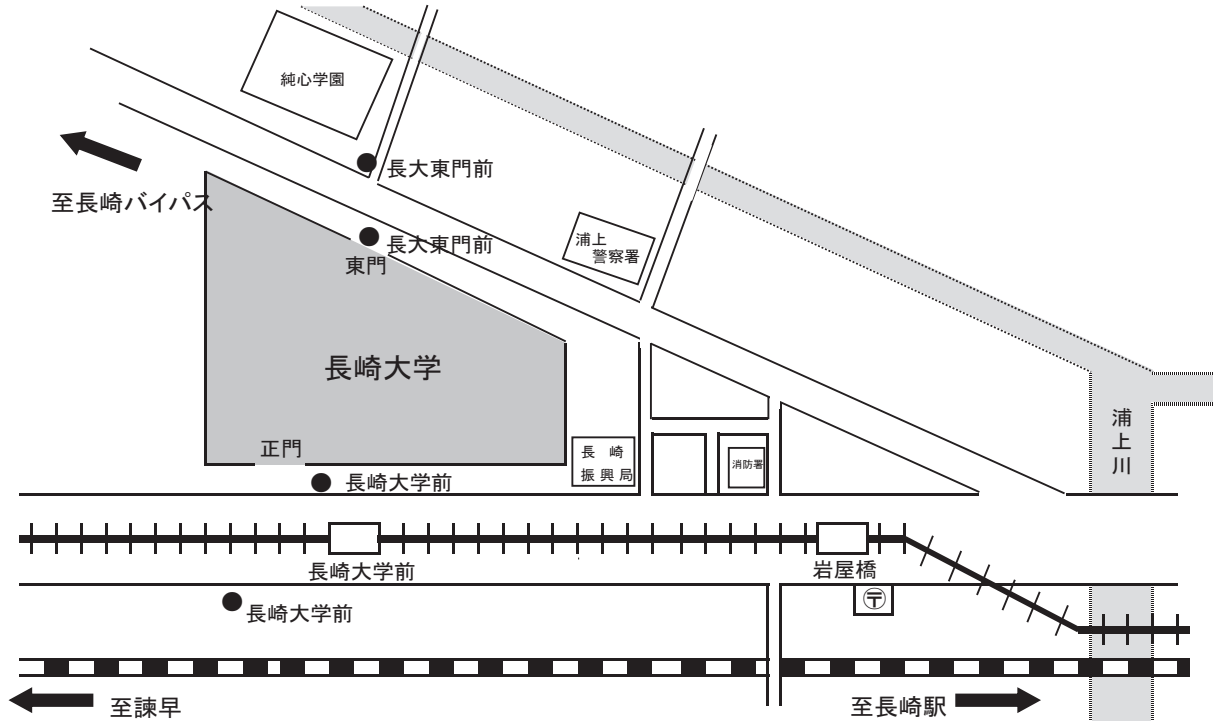 純心学園
長大東門前
至長崎バイパス
長大東門前
東門
浦上
警察署
長崎大学
正門
長崎大学前
長 崎
振興局
消防署
浦
上
川
長崎大学前
岩屋橋
〒
長崎大学前
至諫早
至長崎駅